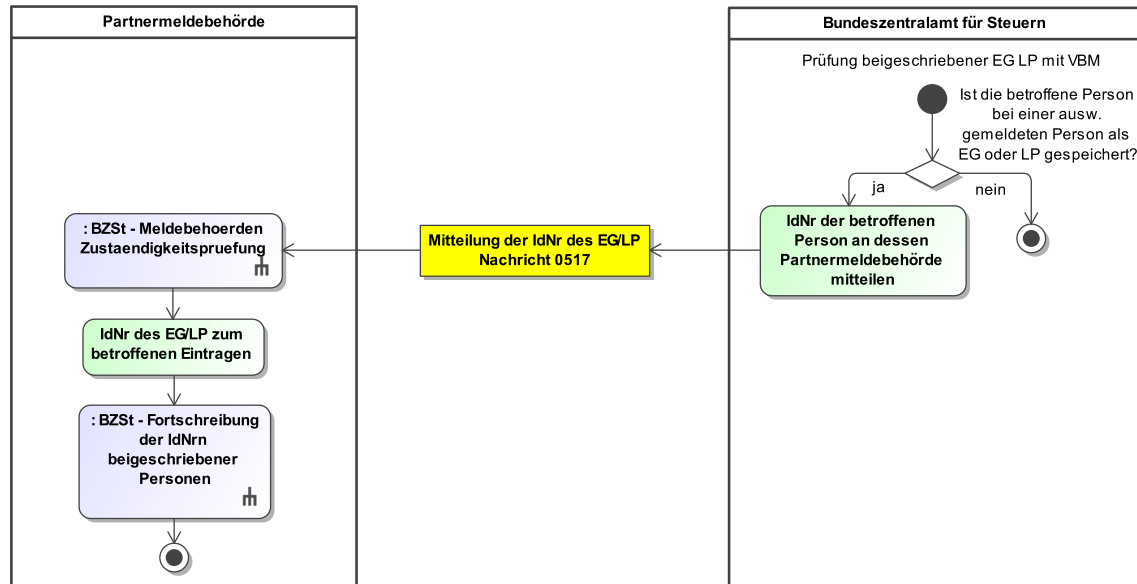 Partnermeldebehörde
Bundeszentralamt für Steuern
Prüfung beigeschriebener EG LP mit VBM
Ist die betroffene Person
bei einer ausw.
gemeldeten Person als
EG oder LP gespeichert?
ja
nein
IdNr der betroffenen
Person an dessen
Partnermeldebehörde
mitteilen
Mitteilung der IdNr des EG/LP
Nachricht 0517
: BZSt - Meldebehoerden
Zustaendigkeitspruefung
IdNr des EG/LP zum
betroffenen Eintragen
: BZSt - Fortschreibung
der IdNrn
beigeschriebener
Personen